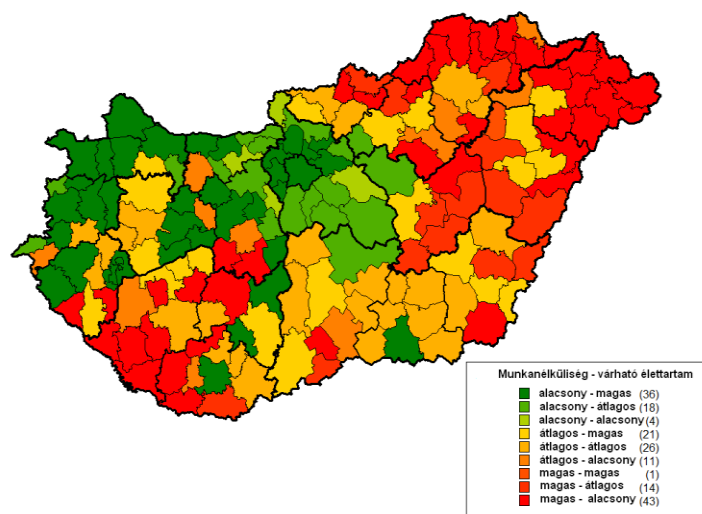 Munkanélküliség - várható élettartam
alacsony - magas (36)
alacsony - átlagos (18)
alacsony - alacsony (4)
átlagos - magas (21)
átlagos - átlagos (26)
átlagos - alacsony (11)
magas - magas (1)
magas - átlagos (14)
magas - alacsony (43)